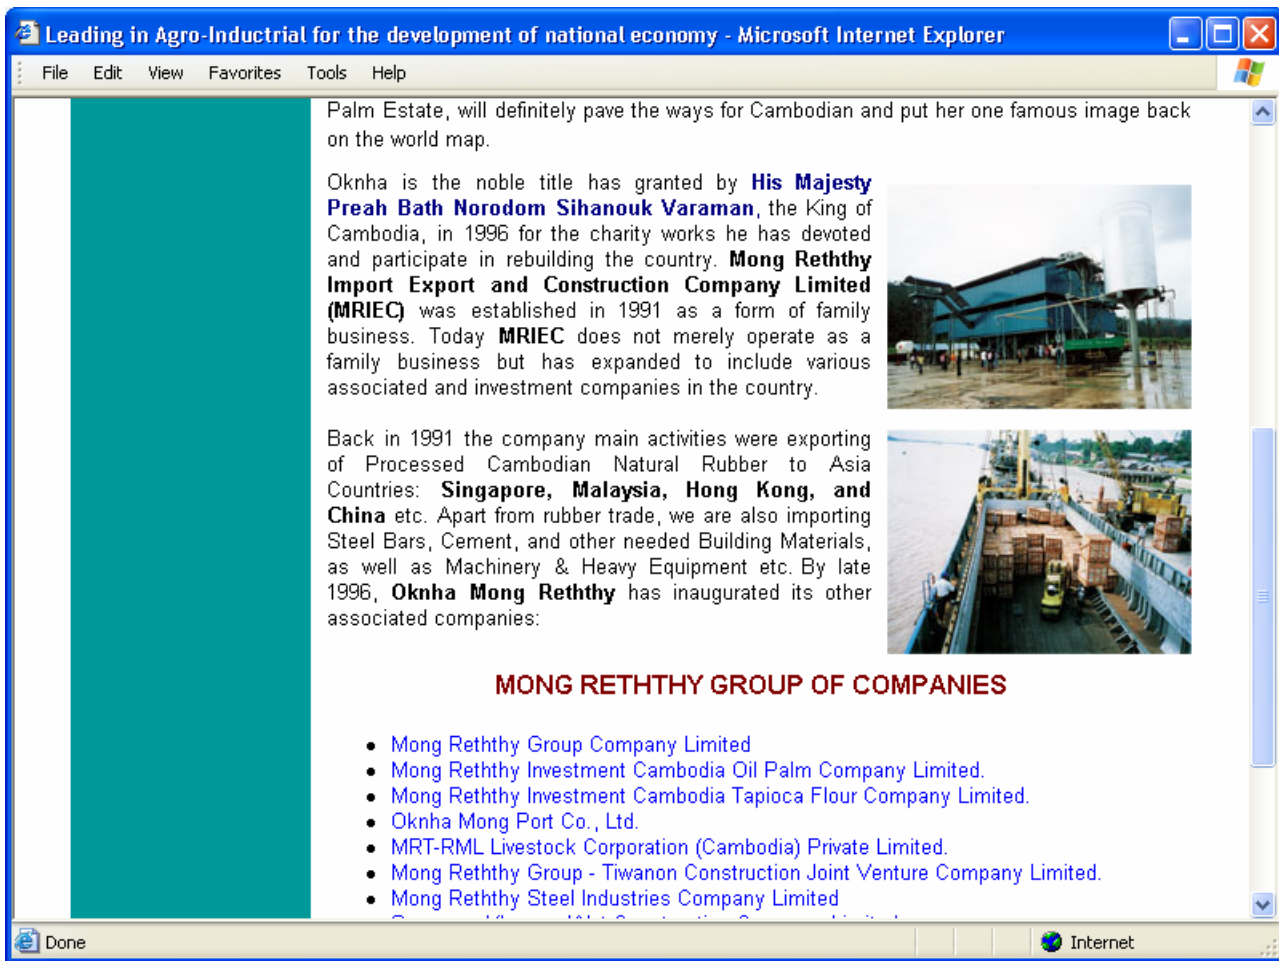 Leading in Agro-Inductrial for the development of national economy - Microsoft Internet Explorer
File Edit View Favorites Tools Help
Palm Estate, will definitely pave the ways for Cambodian and put her one famous image back
on the world map.
Oknha is the noble title has granted by His Majesty
Preah Bath Norodom Sihanouk Varaman, the King of
Cambodia, in 1996 for the charity works he has devoted
and participate in rebuilding the country. Mong Reththy
Import Export and Construction Company Limited
(MRIEC) was established in 1991 as a form of family
business. Today MRIEC does not merely operate as a
family business but has expanded to include various
associated and investment companies in the country.
Back in 1991 the company main activities were exporting
of Processed Cambodian Natural Rubber to Asia
Countries: Singapore, Malaysia, Hong Kong, and
China etc. Apart from rubber trade, we are also importing
Steel Bars, Cement, and other needed Building Materials,
as well as Machinery & Heavy Equipment etc. By late
1996, Oknha Mong Reththy has inaugurated its other
associated companies:
MONG RETHTHY GROUP OF COMPANIES
Mong Reththy Group Company Limited
Mong Reththy Investment Cambodia Oil Palm Company Limited.
Mong Reththy Investment Cambodia Tapioca Flour Company Limited.
Oknha Mong Port Co., Ltd.
MRT-RML Livestock Corporation (Cambodia) Private Limited.
Mong Reththy Group - Tiwanon Construction Joint Venture Company Limited.
Mong Reththy Steel Industries Company Limited
Done
Internet